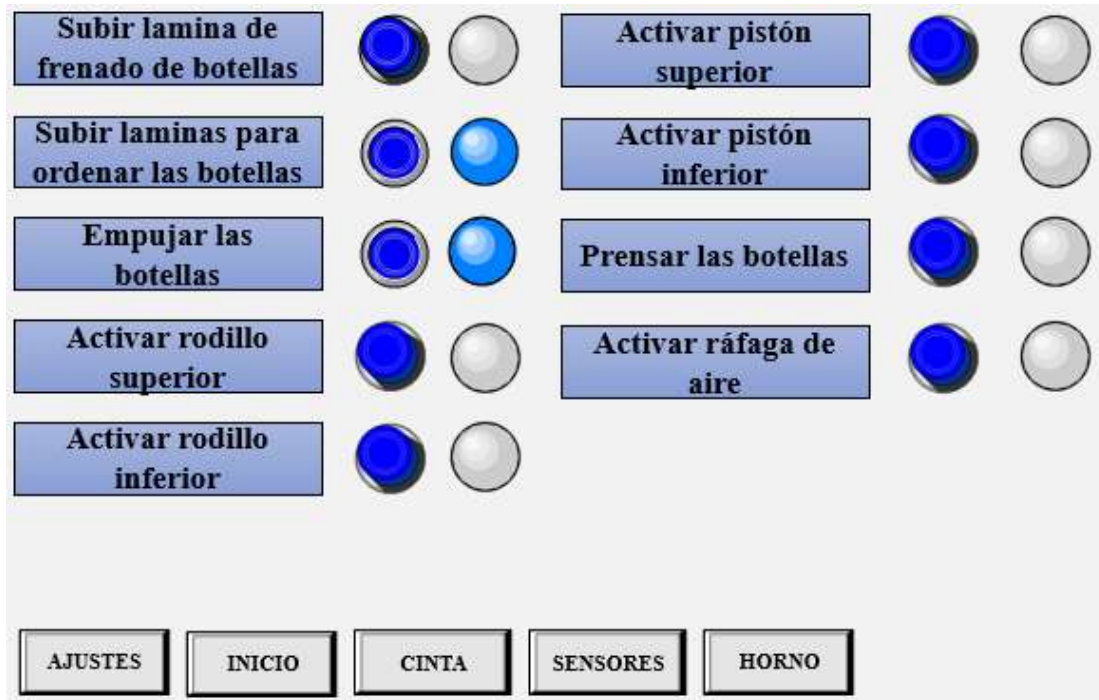 Subir lamina de
frenado de botellas
Subir laminas para
ordenar las botellas
Empujar las
botellas
Activar rodillo
superior
Activar rodillo
inferior
Activar pistón
superior
Activar pistón
inferior
Prensar las botellas
Activar ráfaga de
aire
AJUSTES
INICIO
CINTA
SENSORES
HORNO